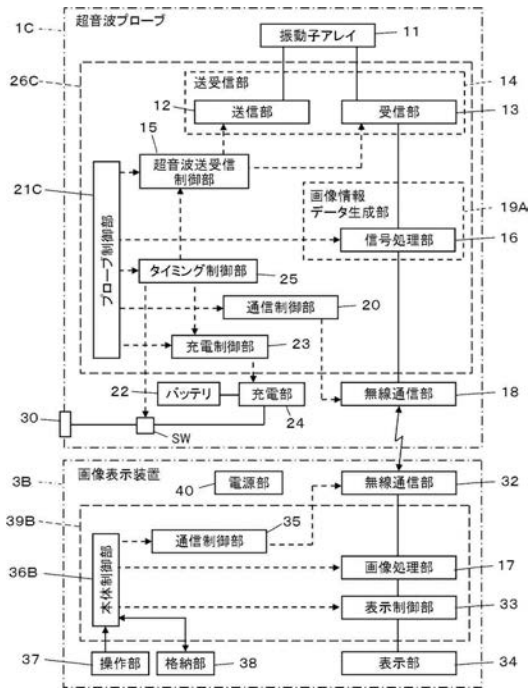 1C
超音波プローブ
振動子アレイ
11
26C
送受信部
14
12
送信部
受信部
13
15
超音波送受信
制御部
21C
プローブ制御部
画像情報
データ生成部
19A
信号処理部
16
タイミング制御部
25
通信制御部
20
充電制御部
23
22
バッテリ
充電部
24
無線通信部
18
30
SW
3B
画像表示装置
40
電源部
無線通信部
32
39B
35
通信制御部
36B
本体制御部
画像処理部
17
表示制御部
33
37
操作部
格納部
38
表示部
34